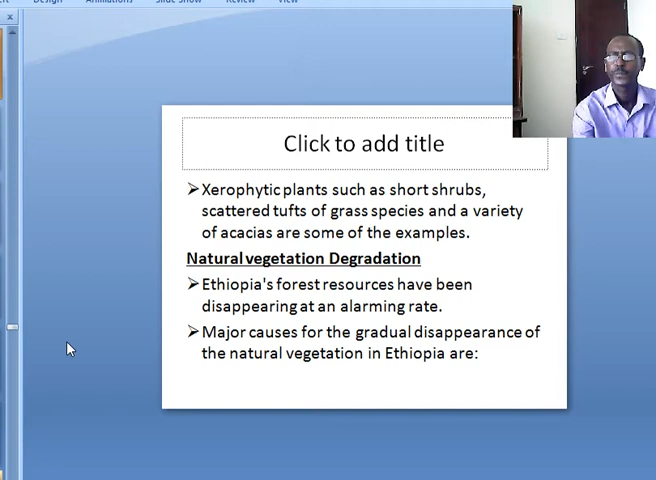 Design Animations Slide Show Review View
Click to add title
➢Xerophytic plants such as short shrubs,
scattered tufts of grass species and a variety
of acacias are some of the examples.
Natural vegetation Degradation
➢Ethiopia's forest resources have been
disappearing at an alarming rate.
➢Major causes for the gradual disappearance of
the natural vegetation in Ethiopia are: